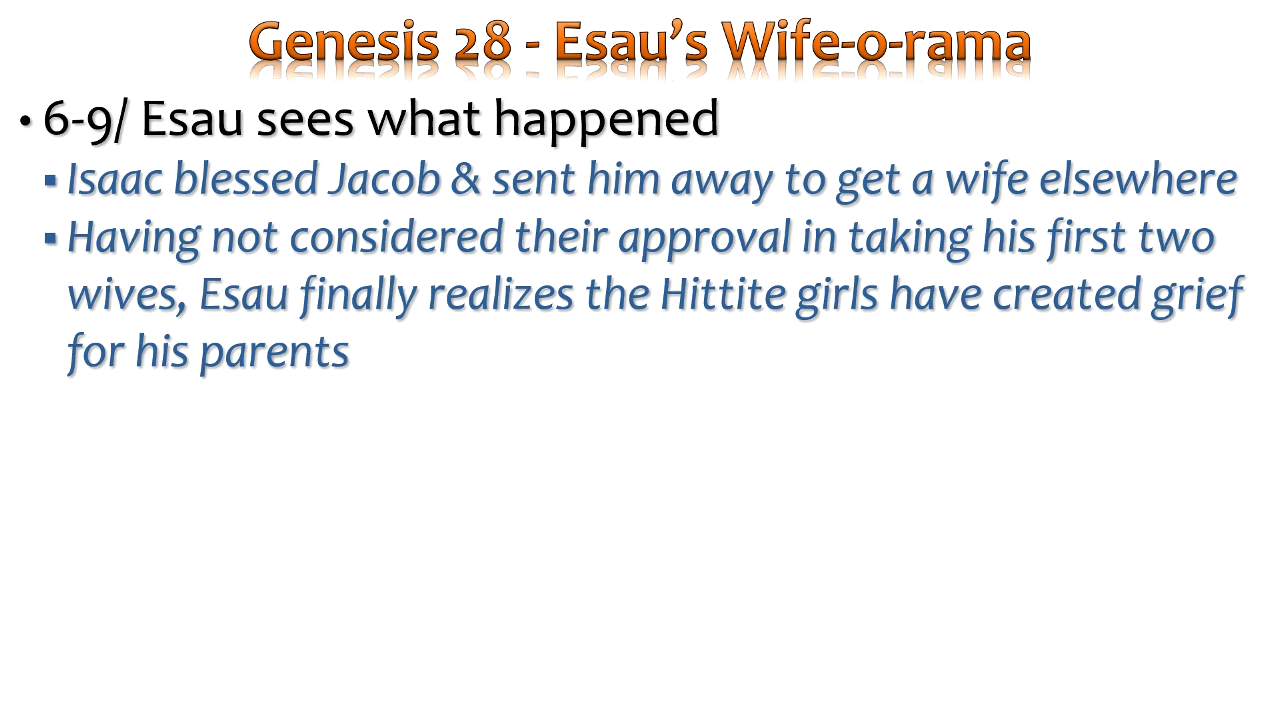 Genesis 28 - Esau’s Wife-o-rama
• 6-9/ Esau sees what happened
▪ Isaac blessed Jacob & sent him away to get a wife elsewhere
▪ Having not considered their approval in taking his first two
wives, Esau finally realizes the Hittite girls have created grief
for his parents